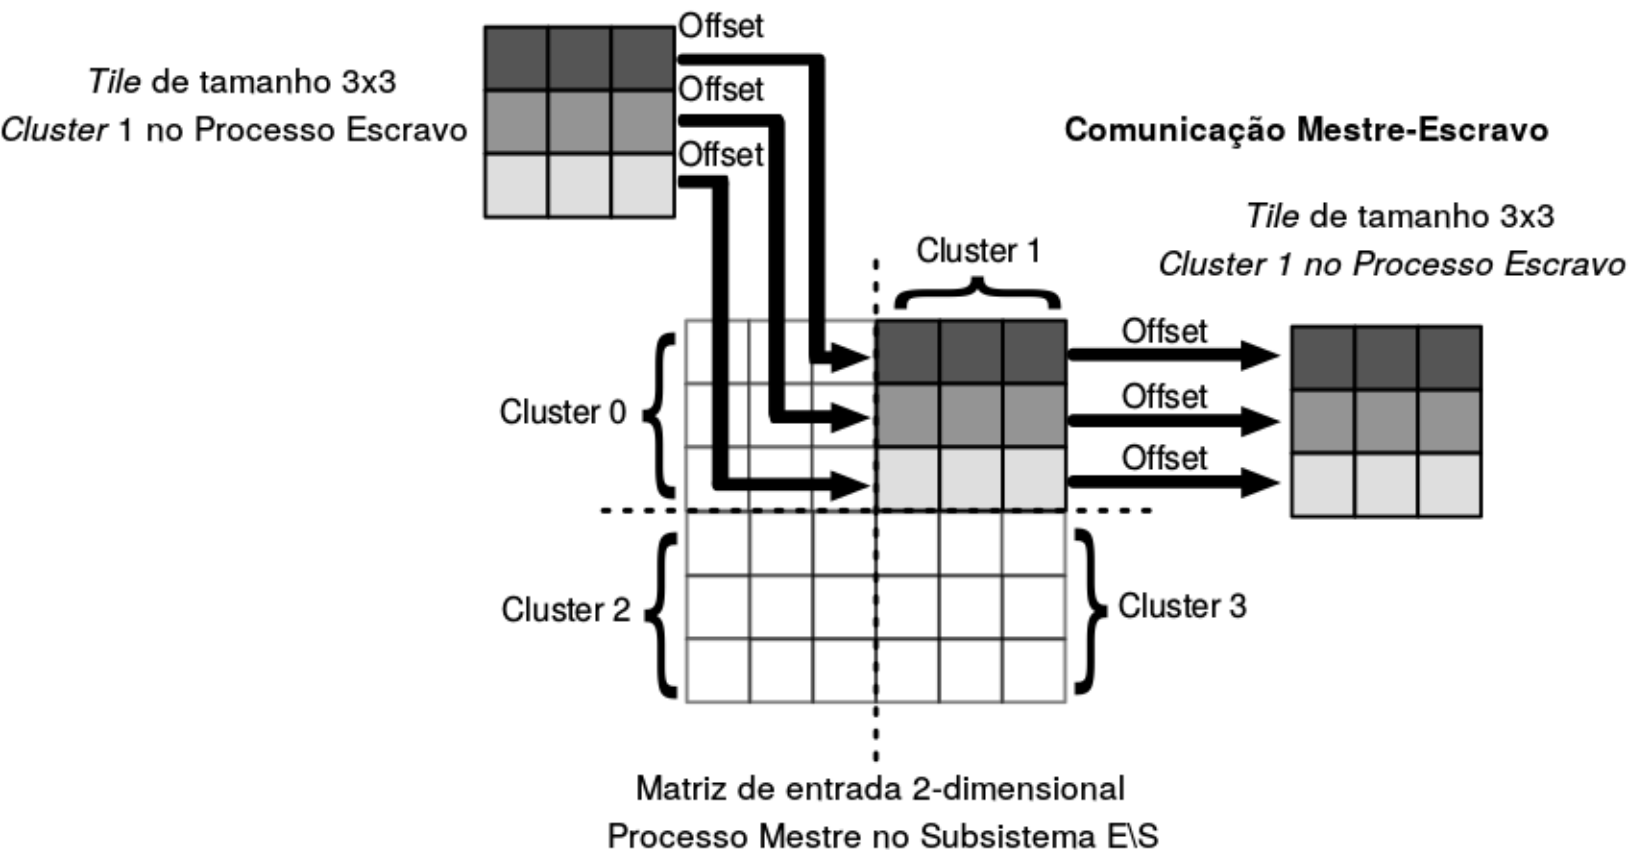 Offset
Tile de tamanho 3x3
Cluster 1 no Processo Escravo
Offset
Offset
Comunicação Mestre-Escravo
Tile de tamanho 3x3
Cluster 1 no Processo Escravo
Cluster 1
Offset
Offset
Offset
Cluster 0
Cluster 2
Cluster 3
Matriz de entrada 2-dimensional
Processo Mestre no Subsistema E\S